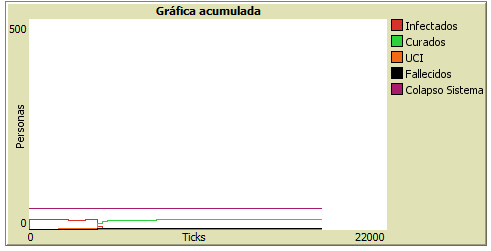 Gráfica acumulada
500
Personas
0
0
Ticks
22000
Infectados
Curados
UCI
Fallecidos
Colapso Sistema